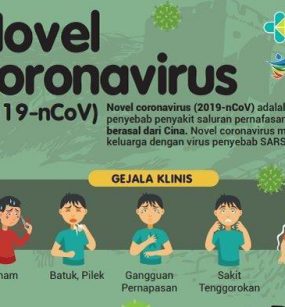 Novel
Coronavirus
19-nCoV)
Novel coronavirus (2019-nCoV) adalah
penyebab penyakit saluran pernafasan
berasal dari Cina. Novel coronavirus
keluarga dengan virus penyebab SARS
GEJALA KLINIS
Batuk, Pilek
Gangguan
Pernapasan
Sakit
Tenggorokan